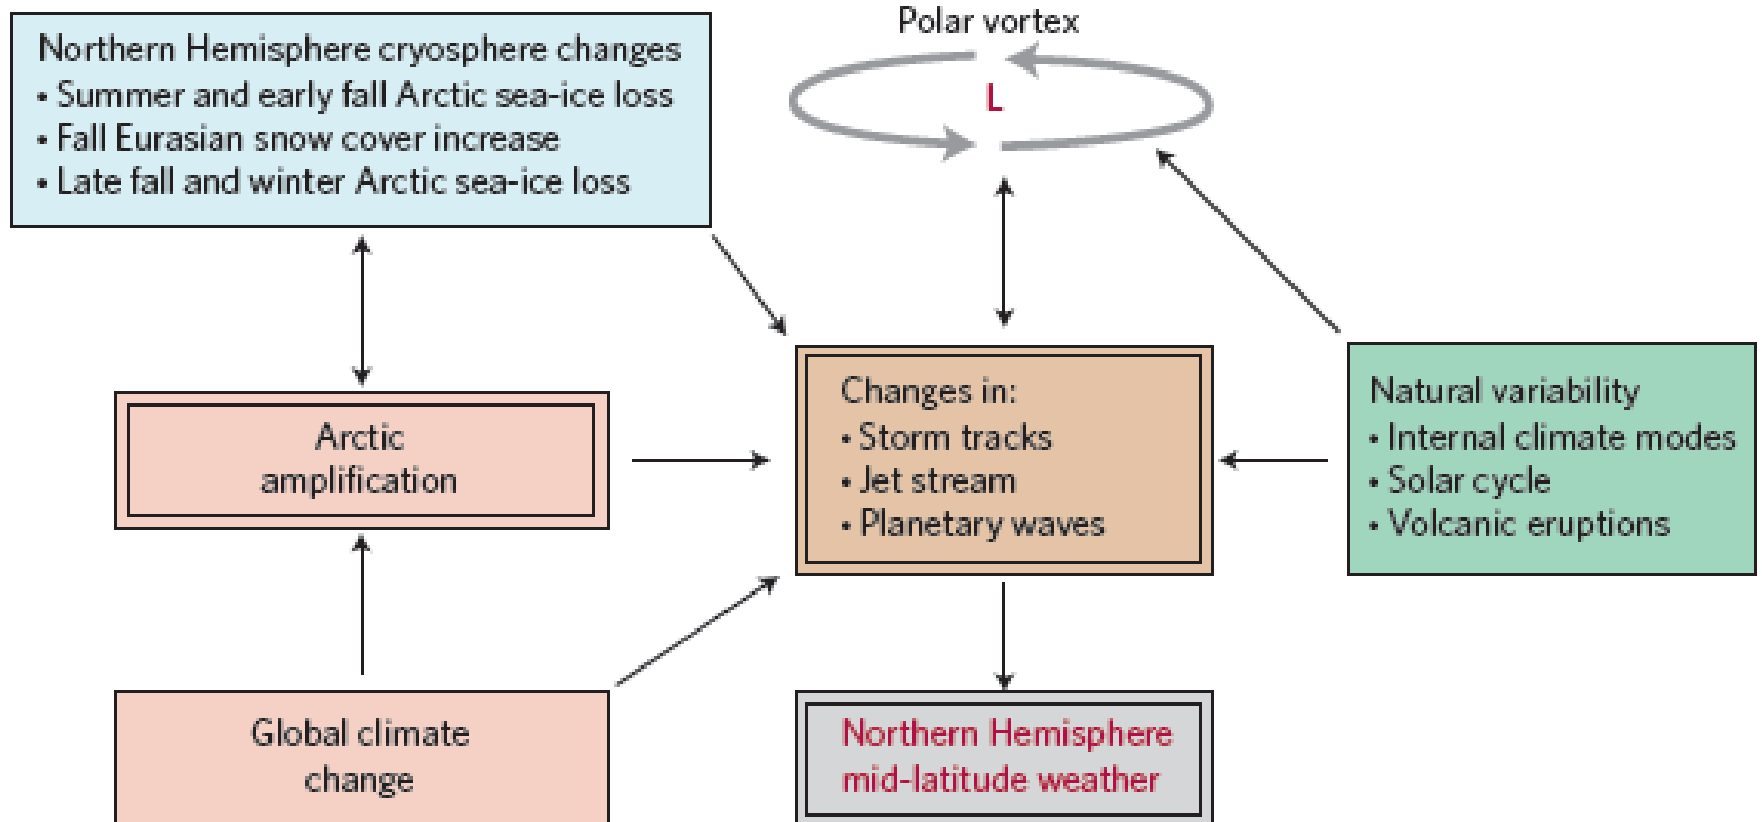 Northern Hemisphere cryosphere changes
• Summer and early fall Arctic sea-ice loss
• Fall Eurasian snow cover increase
• Late fall and winter Arctic sea-ice loss
Polar vortex
L
Arctic
amplification
Changes in:
• Storm tracks
• Jet stream
• Planetary waves
Natural variability
• Internal climate modes
• Solar cycle
• Volcanic eruptions
Global climate
change
Northern Hemisphere
mid-latitude weather